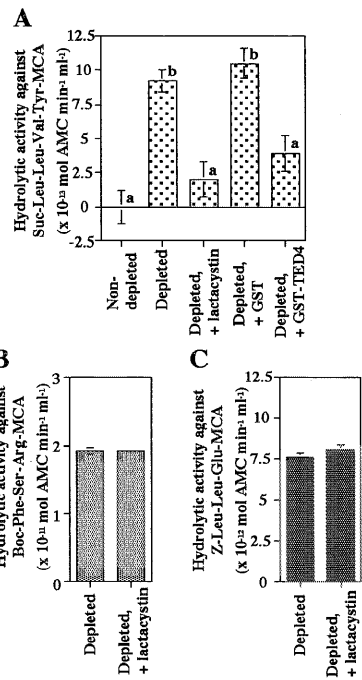 A
Hydrolytic activity against
Suc-Leu-Leu-Val-Tyr-MCA
(x 10-13 mol AMC min-1 ml-1)
12.5
10
7.5
5
2.5
0
-2.5
a
b
a
b
a
Non-
depleted
Depleted
Depleted,
+ lactacystin
Depleted,
+ GST
Depleted,
+ GST-TED4
B
Hydrolytic activity against
Boc-Phe-Ser-Arg-MCA
(x 10-11 mol AMC min-1 ml-1)
3
2
1
0
Depleted
Depleted,
+ lactacystin
C
Hydrolytic activity against
Z-Leu-Leu-Glu-MCA
(x 10-12 mol AMC min-1 ml-1)
12.5
10
7.5
5
2.5
0
Depleted
Depleted,
+ lactacystin